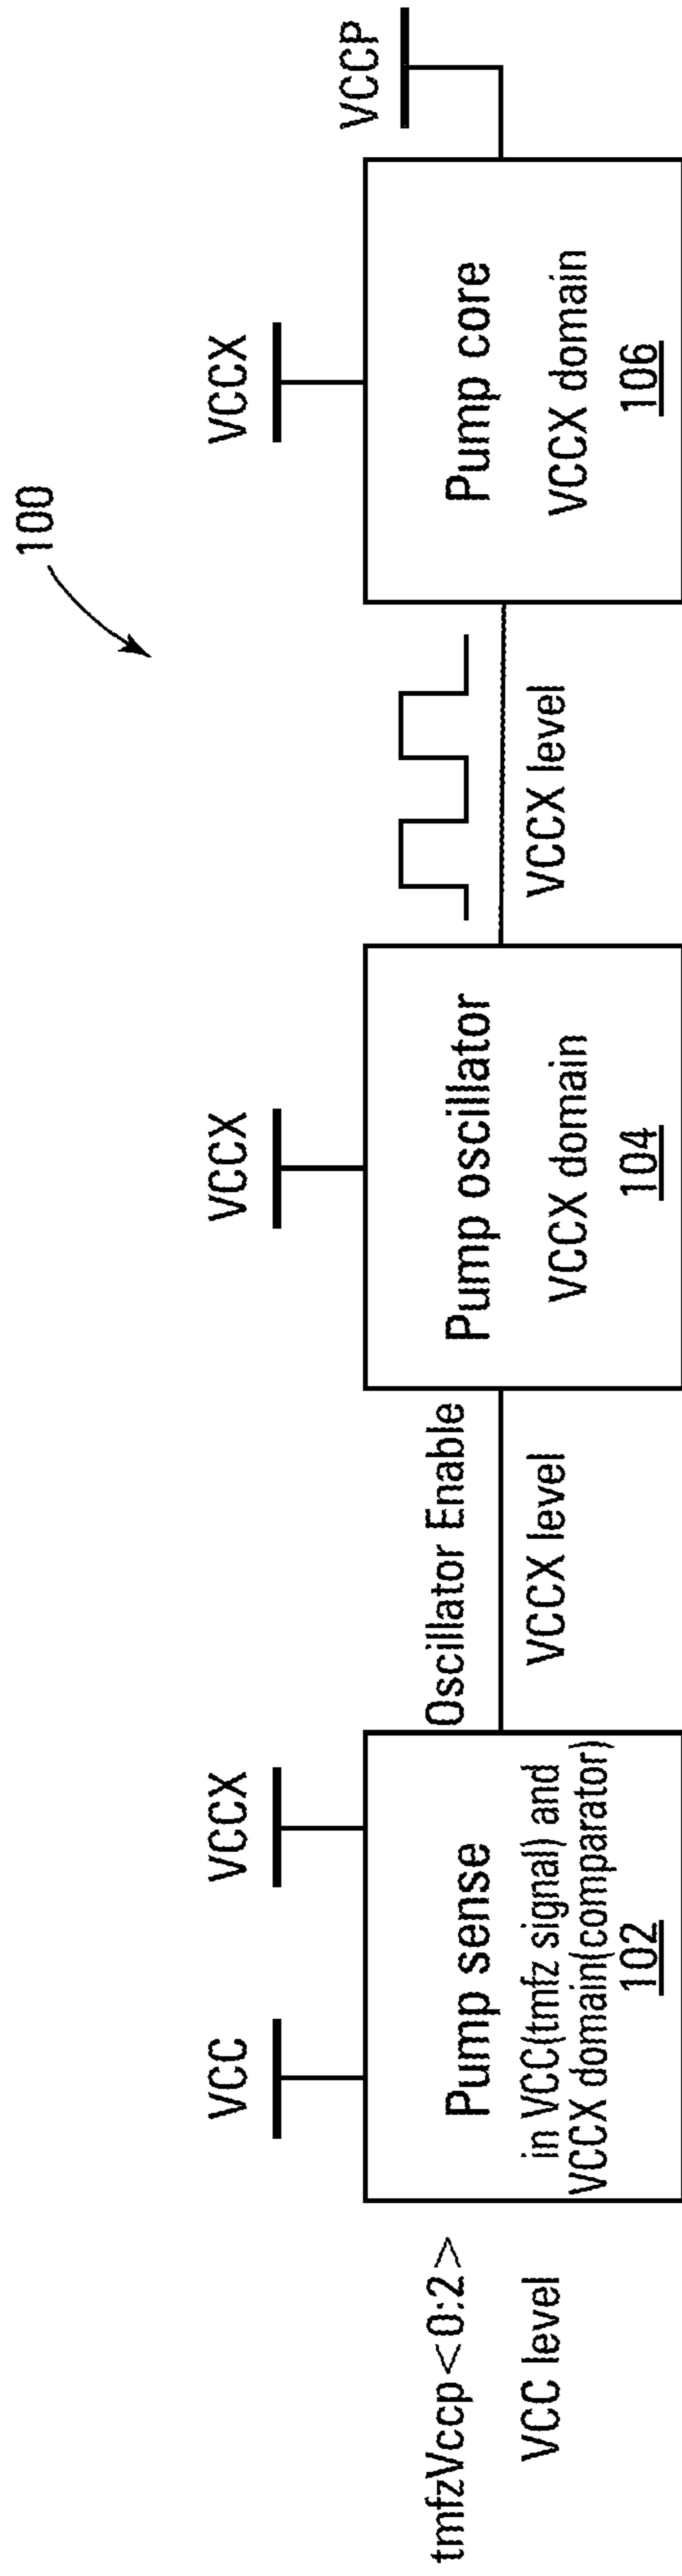 100
VCC
VCCX
VCCX
VCCX
VCCP
tmfzVccp<0:2>
VCC level
Pump sense
in VCC(tmfz signal) and
VCCX domain(comparator)
102
Oscillator Enable
VCCX level
Pump oscillator
VCCX domain
104
VCCX level
Pump core
VCCX domain
106